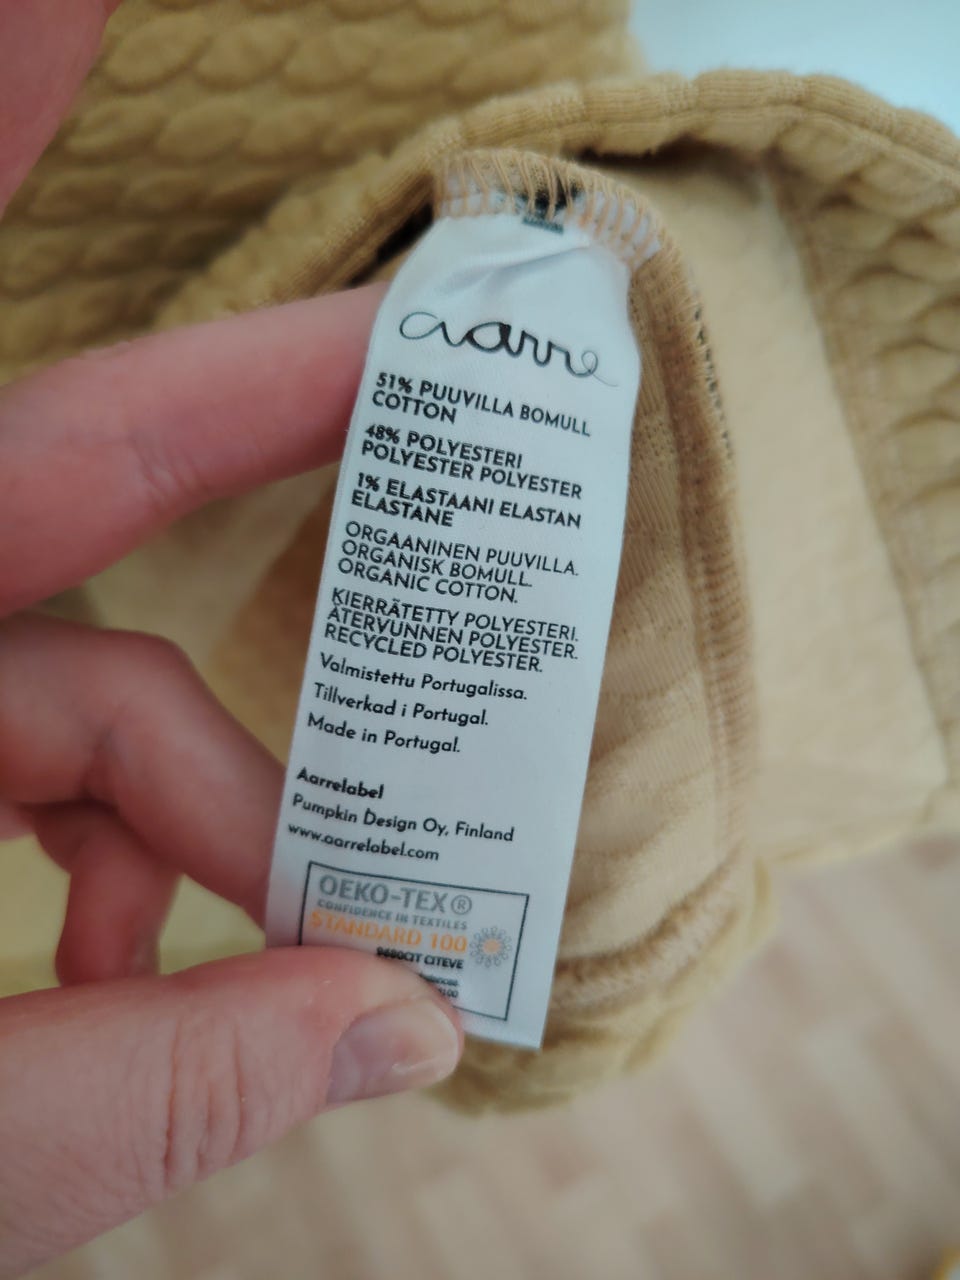 aarre
51% PUUVILLA BOMULL
COTTON
48% POLYESTERI
POLYESTER POLYESTER
1% ELASTAANI ELASTAN
ELASTANE
ORGAANINEN PUUVILLA.
ORGANISK BOMULL.
ORGANIC COTTON.
KIERRÄTETTY POLYESTERI.
ÅTERVUNNEN POLYESTER.
RECYCLED POLYESTER.
Valmistettu Portugalissa.
Tillverkad i Portugal.
Made in Portugal.
Aarrelabel
Pumpkin Design Oy, Finland
www.aarrelabel.com
OEKO-TEX®
CONFIDENCE IN TEXTILES
STANDARD 100
CITEVE